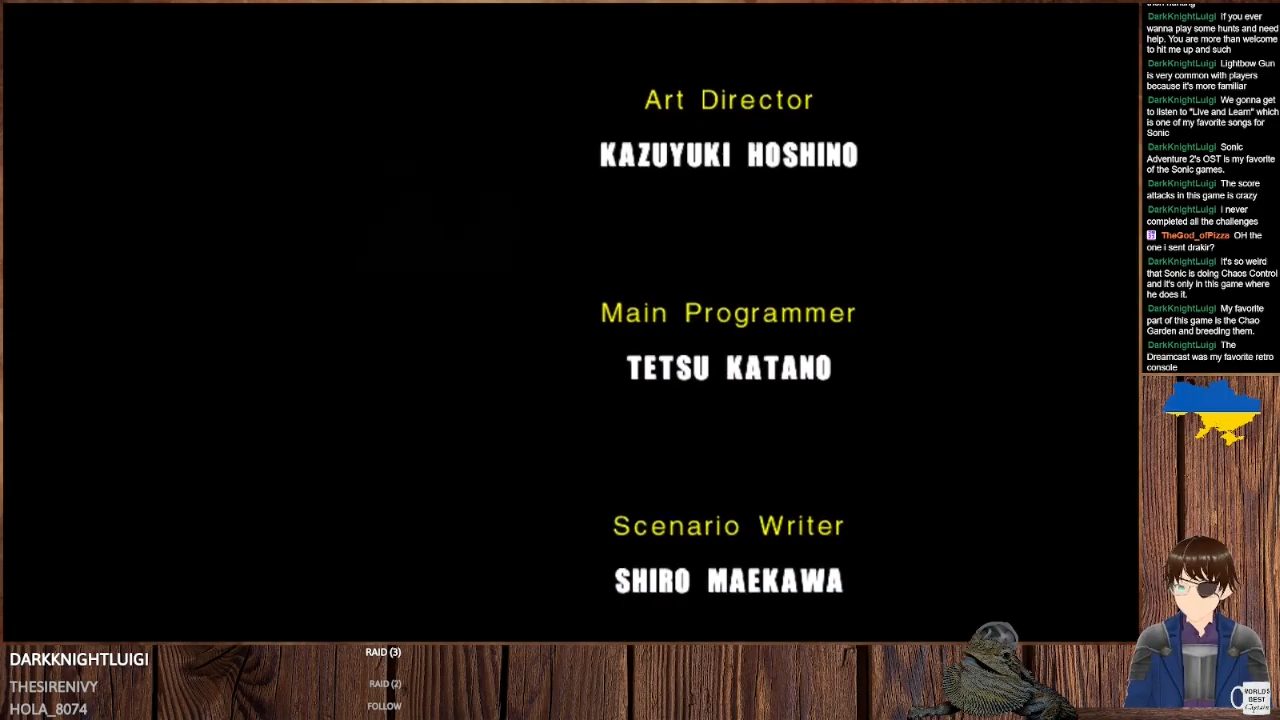 Art Director
KAZUYUKI HOSHINO
Main Programmer
TETSU KATANO
Scenario Writer
SHIRO MAEKAWA
DarkKnightLuigi If you ever
wanna play some hunts and need
help. You are more than welcome
to hit me up and such
DarkKnightLuigi Lightbow Gun
is very common with players
because it's more familiar
DarkKnightLuigi We gonna get
to listen to "Live and Learn" which
is one of my favorite songs for
Sonic
DarkKnightLuigi Sonic
Adventure 2's OST is my favorite
of the Sonic games.
DarkKnightLuigi The score
attacks in this game is crazy
DarkKnightLuigi I never
completed all the challenges
TheGod_ofPizza OH the
one i sent drakir?
DarkKnightLuigi It's so weird
that Sonic is doing Chaos Control
and it's only in this game where
he does it.
DarkKnightLuigi My favorite
part of this game is the Chao
Garden and breeding them.
DarkKnightLuigi The
Dreamcast was my favorite retro
console
DARKKNIGHTLUIGI RAID (3)
THESIRENIVY RAID (2)
HOLA_8074 FOLLOW
WORLD'S
BEST
Captain